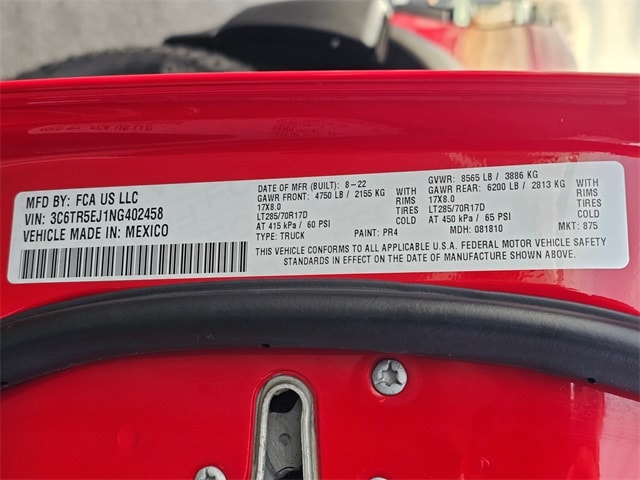 MFD BY: FCA US LLC
VIN: 3C6TR5EJ1NG402458
VEHICLE MADE IN: MEXICO
DATE OF MFR (BUILT): 8-22
GAWR FRONT: 4750 LB / 2155 KG WITH
17X8.0 RIMS
LT285/70R17D COLD
AT 415 kPa / 60 PSI
TYPE: TRUCK PAINT: PR4
GVWR: 8565 LB / 3886 KG
GAWR REAR: 6200 LB / 2813 KG WITH
17X8.0 RIMS
LT285/70R17D COLD
AT 450 kPa / 65 PSI
MDH: 081810 MKT: 875
THIS VEHICLE CONFORMS TO ALL APPLICABLE U.S.A. FEDERAL MOTOR VEHICLE SAFETY
STANDARDS IN EFFECT ON THE DATE OF MANUFACTURE SHOWN ABOVE.